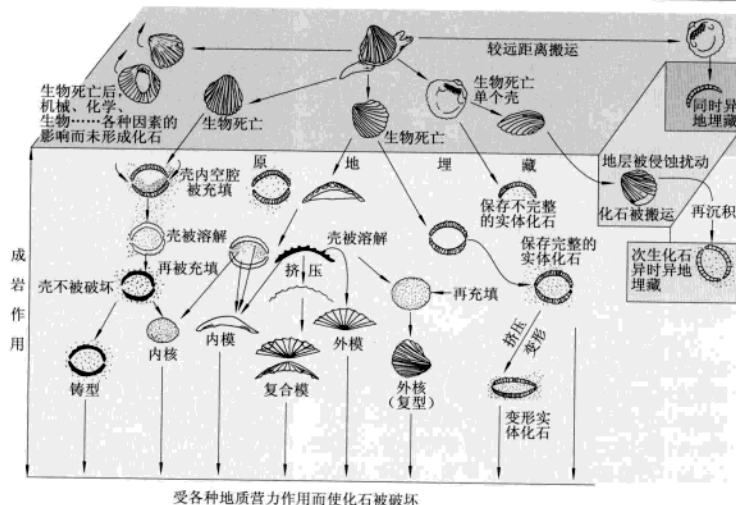 较远距离搬运
生物死亡后,
机械、化学、
生物……各种因素的
影响而未形成化石
生物死亡
生物死亡
生物死亡
单个壳
同时异
地埋藏
原地埋藏
壳内空腔
被充填
保存不完整
的实体化石
地层被侵蚀扰动
化石被搬运
再沉积
次生化石
异时异地
埋藏
成岩作用
壳被溶解
再被充填
壳不被破坏
壳被溶解
挤压
保存完整的
实体化石
再充填
挤压
变形
内核
内模
外模
铸型
复合模
外核
(复型)
变形实
体化石
受各种地质营力作用而使化石被破坏